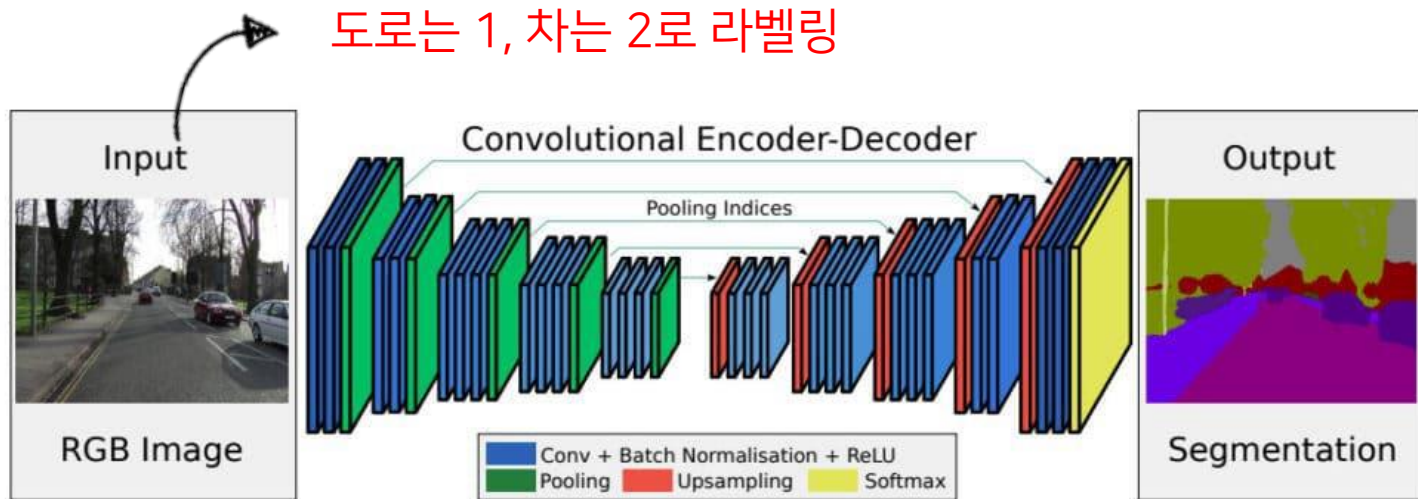 도로는 1, 차는 2로 라벨링
Input
Convolutional Encoder-Decoder
Output
Pooling Indices
RGB Image
Segmentation
Conv + Batch Normalisation + ReLU
Pooling Upsampling Softmax